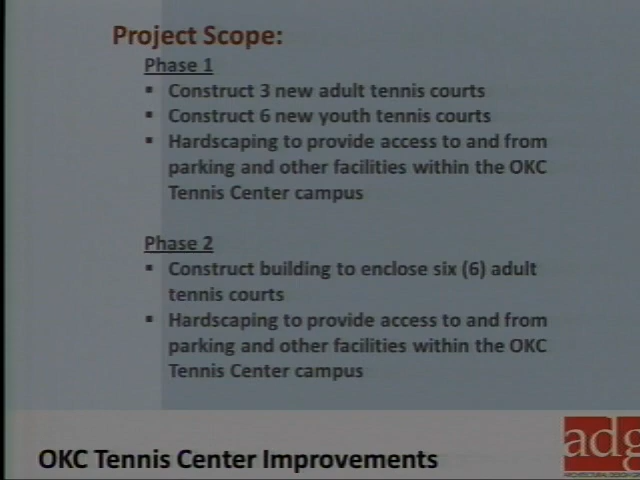 Project Scope:
Phase 1
▪ Construct 3 new adult tennis courts
▪ Construct 6 new youth tennis courts
▪ Hardscaping to provide access to and from
parking and other facilities within the OKC
Tennis Center campus
Phase 2
▪ Construct building to enclose six (6) adult
tennis courts
▪ Hardscaping to provide access to and from
parking and other facilities within the OKC
Tennis Center campus
OKC Tennis Center Improvements
adg